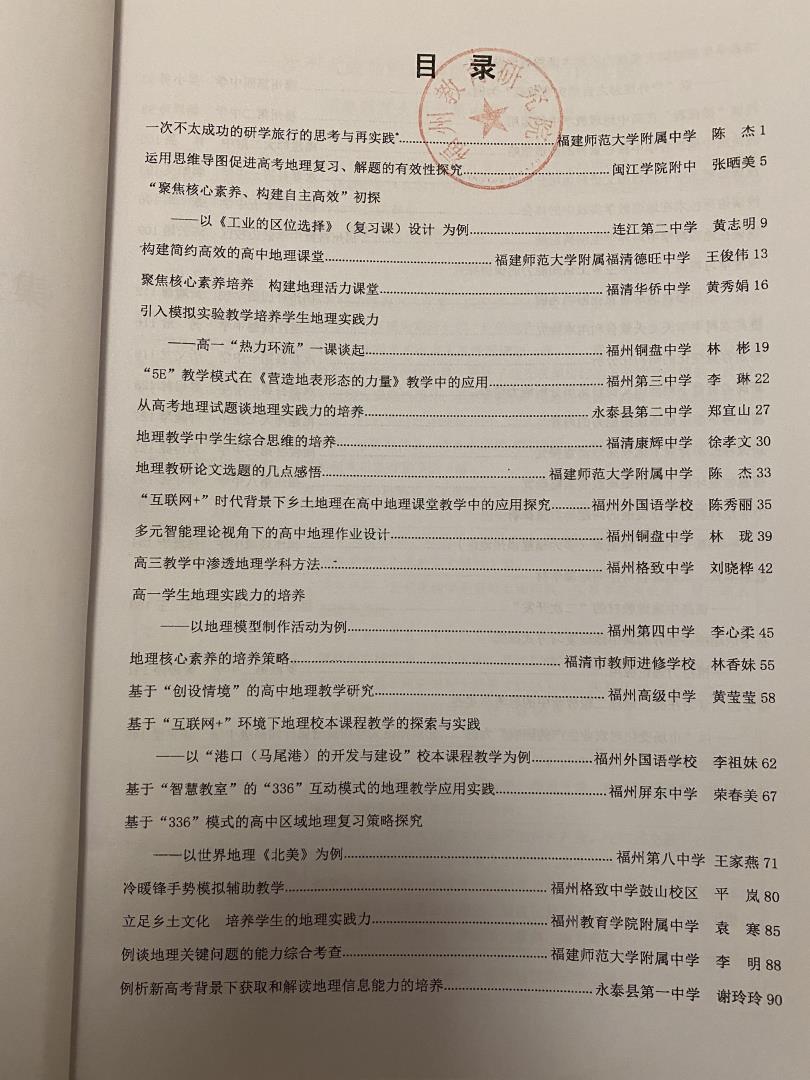 目 录
福州教育研究院
一次不太成功的研学旅行的思考与再实践……福建师范大学附属中学 陈 杰 1
运用思维导图促进高考地理复习、解题的有效性探究……闽江学院附中 张晒美 5
“聚焦核心素养、构建自主高效”初探
——以《工业的区位选择》（复习课）设计 为例……连江第二中学 黄志明 9
构建简约高效的高中地理课堂……福建师范大学附属福清德旺中学 王俊伟 13
聚焦核心素养培养 构建地理活力课堂……福清华侨中学 黄秀娟 16
引入模拟实验教学培养学生地理实践力
——高一“热力环流”一课谈起……福州铜盘中学 林 彬 19
“5E”教学模式在《营造地表形态的力量》教学中的应用……福州第三中学 李 琳 22
从高考地理试题谈地理实践力的培养……永泰县第二中学 郑宜山 27
地理教学中学生综合思维的培养……福清康辉中学 徐孝文 30
地理教研论文选题的几点感悟……福建师范大学附属中学 陈 杰 33
“互联网+”时代背景下乡土地理在高中地理课堂教学中的应用探究……福州外国语学校 陈秀丽 35
多元智能理论视角下的高中地理作业设计……福州铜盘中学 林 珑 39
高三教学中渗透地理学科方法……福州格致中学 刘晓桦 42
高一学生地理实践力的培养
——以地理模型制作活动为例……福州第四中学 李心柔 45
地理核心素养的培养策略……福清市教师进修学校 林香妹 55
基于“创设情境”的高中地理教学研究……福州高级中学 黄莹莹 58
基于“互联网+”环境下地理校本课程教学的探索与实践
——以“港口（马尾港）的开发与建设”校本课程教学为例……福州外国语学校 李祖妹 62
基于“智慧教室”的“336”互动模式的地理教学应用实践……福州屏东中学 荣春美 67
基于“336”模式的高中区域地理复习策略探究
——以世界地理《北美》为例……福州第八中学 王家燕 71
冷暖锋手势模拟辅助教学……福州格致中学鼓山校区 平 岚 80
立足乡土文化 培养学生的地理实践力……福州教育学院附属中学 袁 寒 85
例谈地理关键问题的能力综合考查……福建师范大学附属中学 李 明 88
例析新高考背景下获取和解读地理信息能力的培养……永泰县第一中学 谢玲玲 90